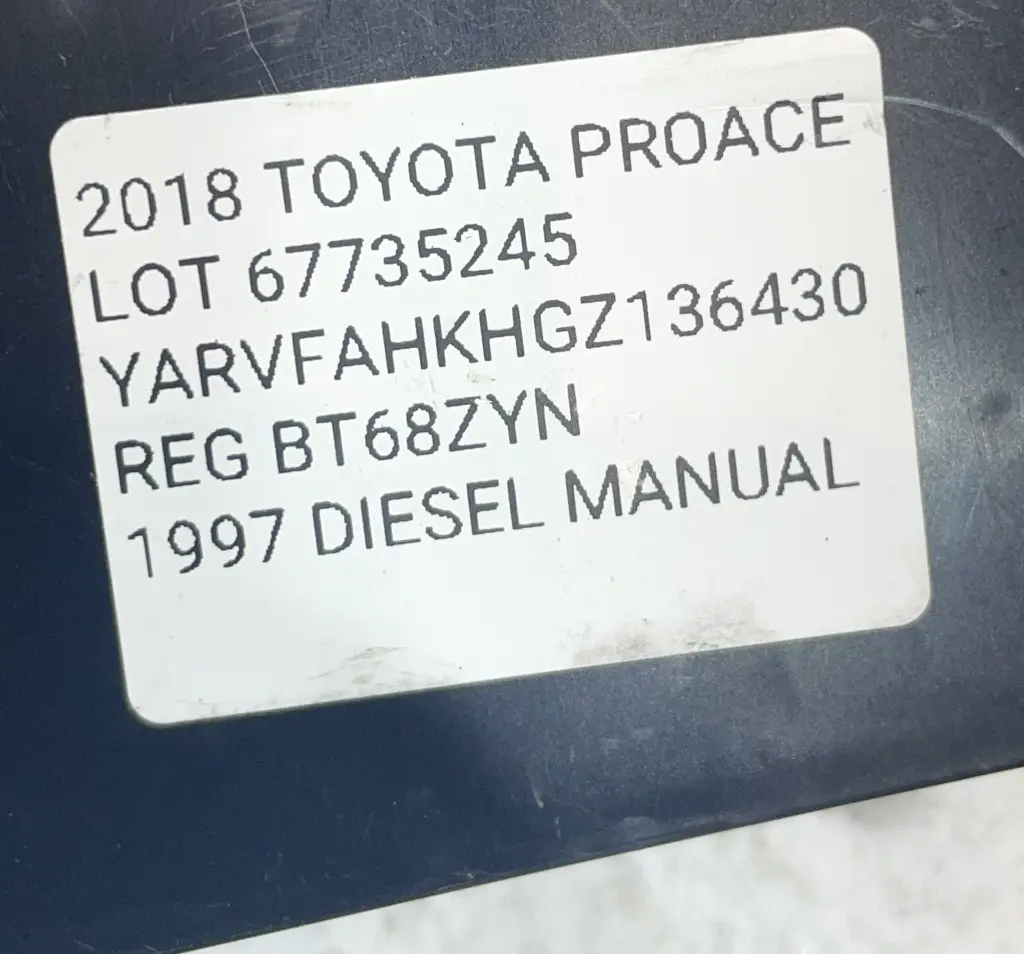 2018 TOYOTA PROACE
LOT 67735245
YARVFAHKHGZ136430
REG BT68ZYN
1997 DIESEL MANUAL